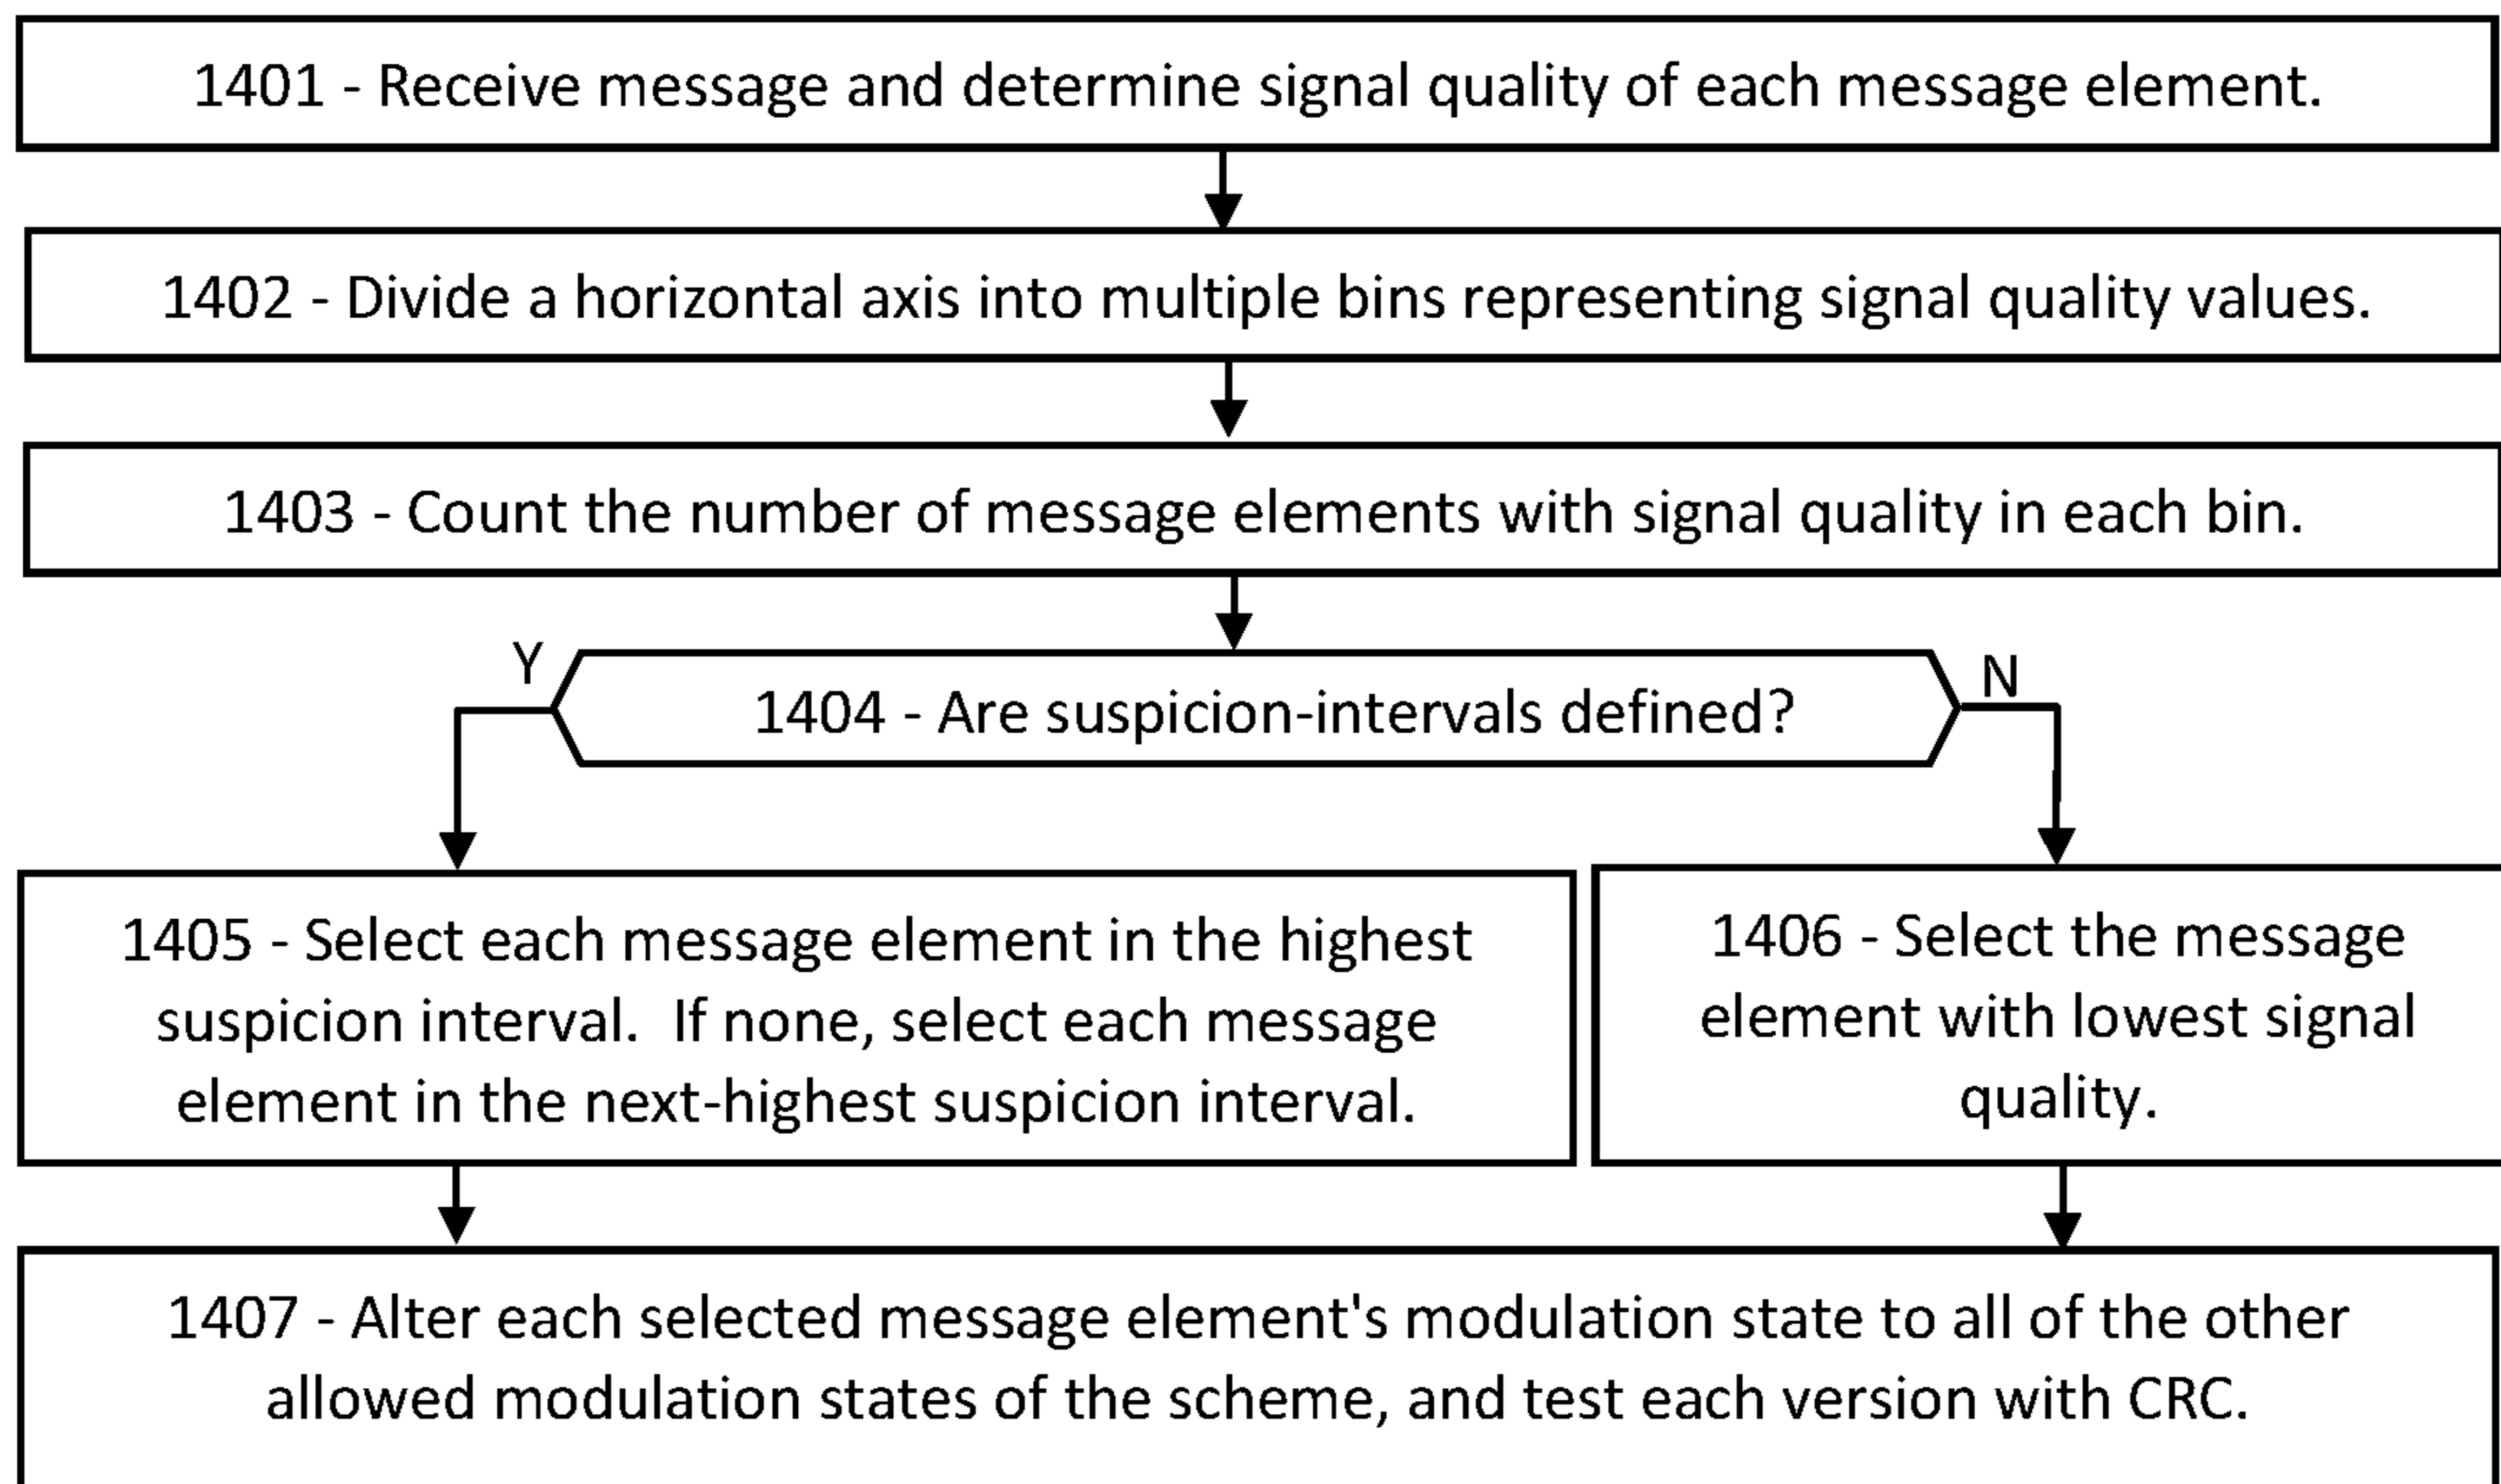 1401 - Receive message and determine signal quality of each message element.
1402 - Divide a horizontal axis into multiple bins representing signal quality values.
1403 - Count the number of message elements with signal quality in each bin.
Y
N
1404 - Are suspicion-intervals defined?
1405 - Select each message element in the highest
suspicion interval.  If none, select each message
element in the next-highest suspicion interval.
1406 - Select the message
element with lowest signal
quality.
1407 - Alter each selected message element's modulation state to all of the other
allowed modulation states of the scheme, and test each version with CRC.